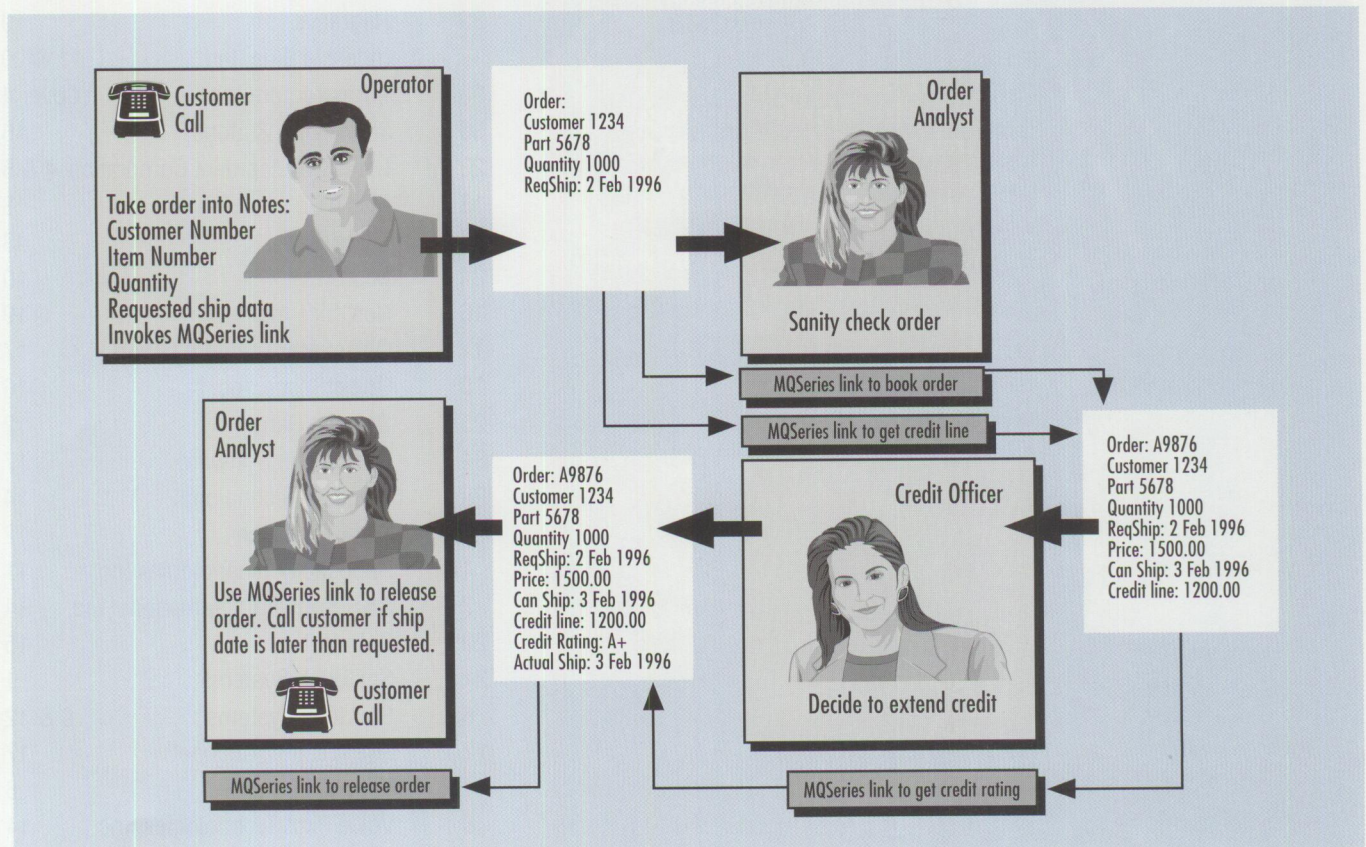 Operator
Customer
Call
Take order into Notes:
Customer Number
Item Number
Quantity
Requested ship data
Invokes MQSeries link
Order:
Customer 1234
Part 5678
Quantity 1000
ReqShip: 2 Feb 1996
Order
Analyst
Sanity check order
MQSeries link to book order
MQSeries link to get credit line
Order: A9876
Customer 1234
Part 5678
Quantity 1000
ReqShip: 2 Feb 1996
Price: 1500.00
Can Ship: 3 Feb 1996
Credit line: 1200.00
Credit Officer
Decide to extend credit
MQSeries link to get credit rating
Order: A9876
Customer 1234
Part 5678
Quantity 1000
ReqShip: 2 Feb 1996
Price: 1500.00
Can Ship: 3 Feb 1996
Credit line: 1200.00
Credit Rating: A+
Actual Ship: 3 Feb 1996
Order
Analyst
Use MQSeries link to release
order. Call customer if ship
date is later than requested.
Customer
Call
MQSeries link to release order